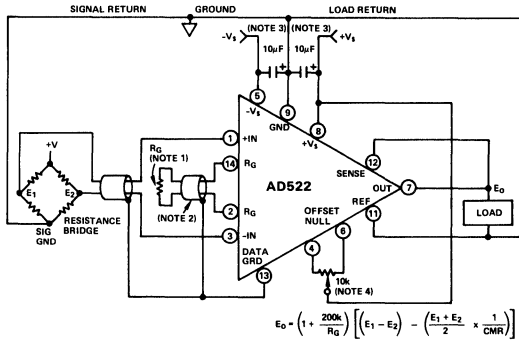 SIGNAL RETURN
GROUND
LOAD RETURN
(NOTE 3)
(NOTE 3)
–Vs
+Vs
10μF
10μF
+
+
5
9
8
GND
–Vs
+Vs
1
+IN
14
RG
RG
(NOTE 1)
(NOTE 2)
2
RG
3
–IN
DATA
GRD
13
AD522
SENSE
12
OUT
7
EO
REF
11
LOAD
OFFSET
NULL
6
4
10k
(NOTE 4)
+V
E1
E2
SIG
GND
RESISTANCE
BRIDGE
EO = (1 + 200k/RG) [(E1 – E2) – (E1 + E2/2 x 1/CMR)]